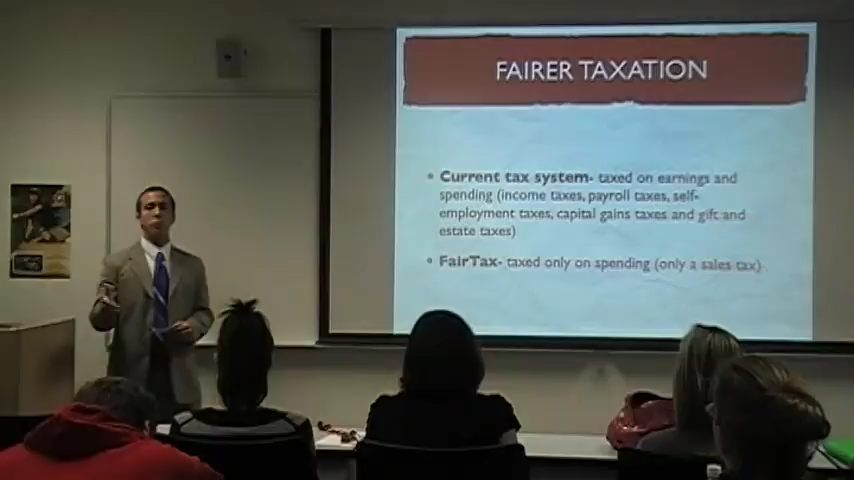 FAIRER TAXATION
• Current tax system- taxed on earnings and
spending (income taxes, payroll taxes, self-
employment taxes, capital gains taxes and gift and
estate taxes)
• FairTax- taxed only on spending (only a sales tax)